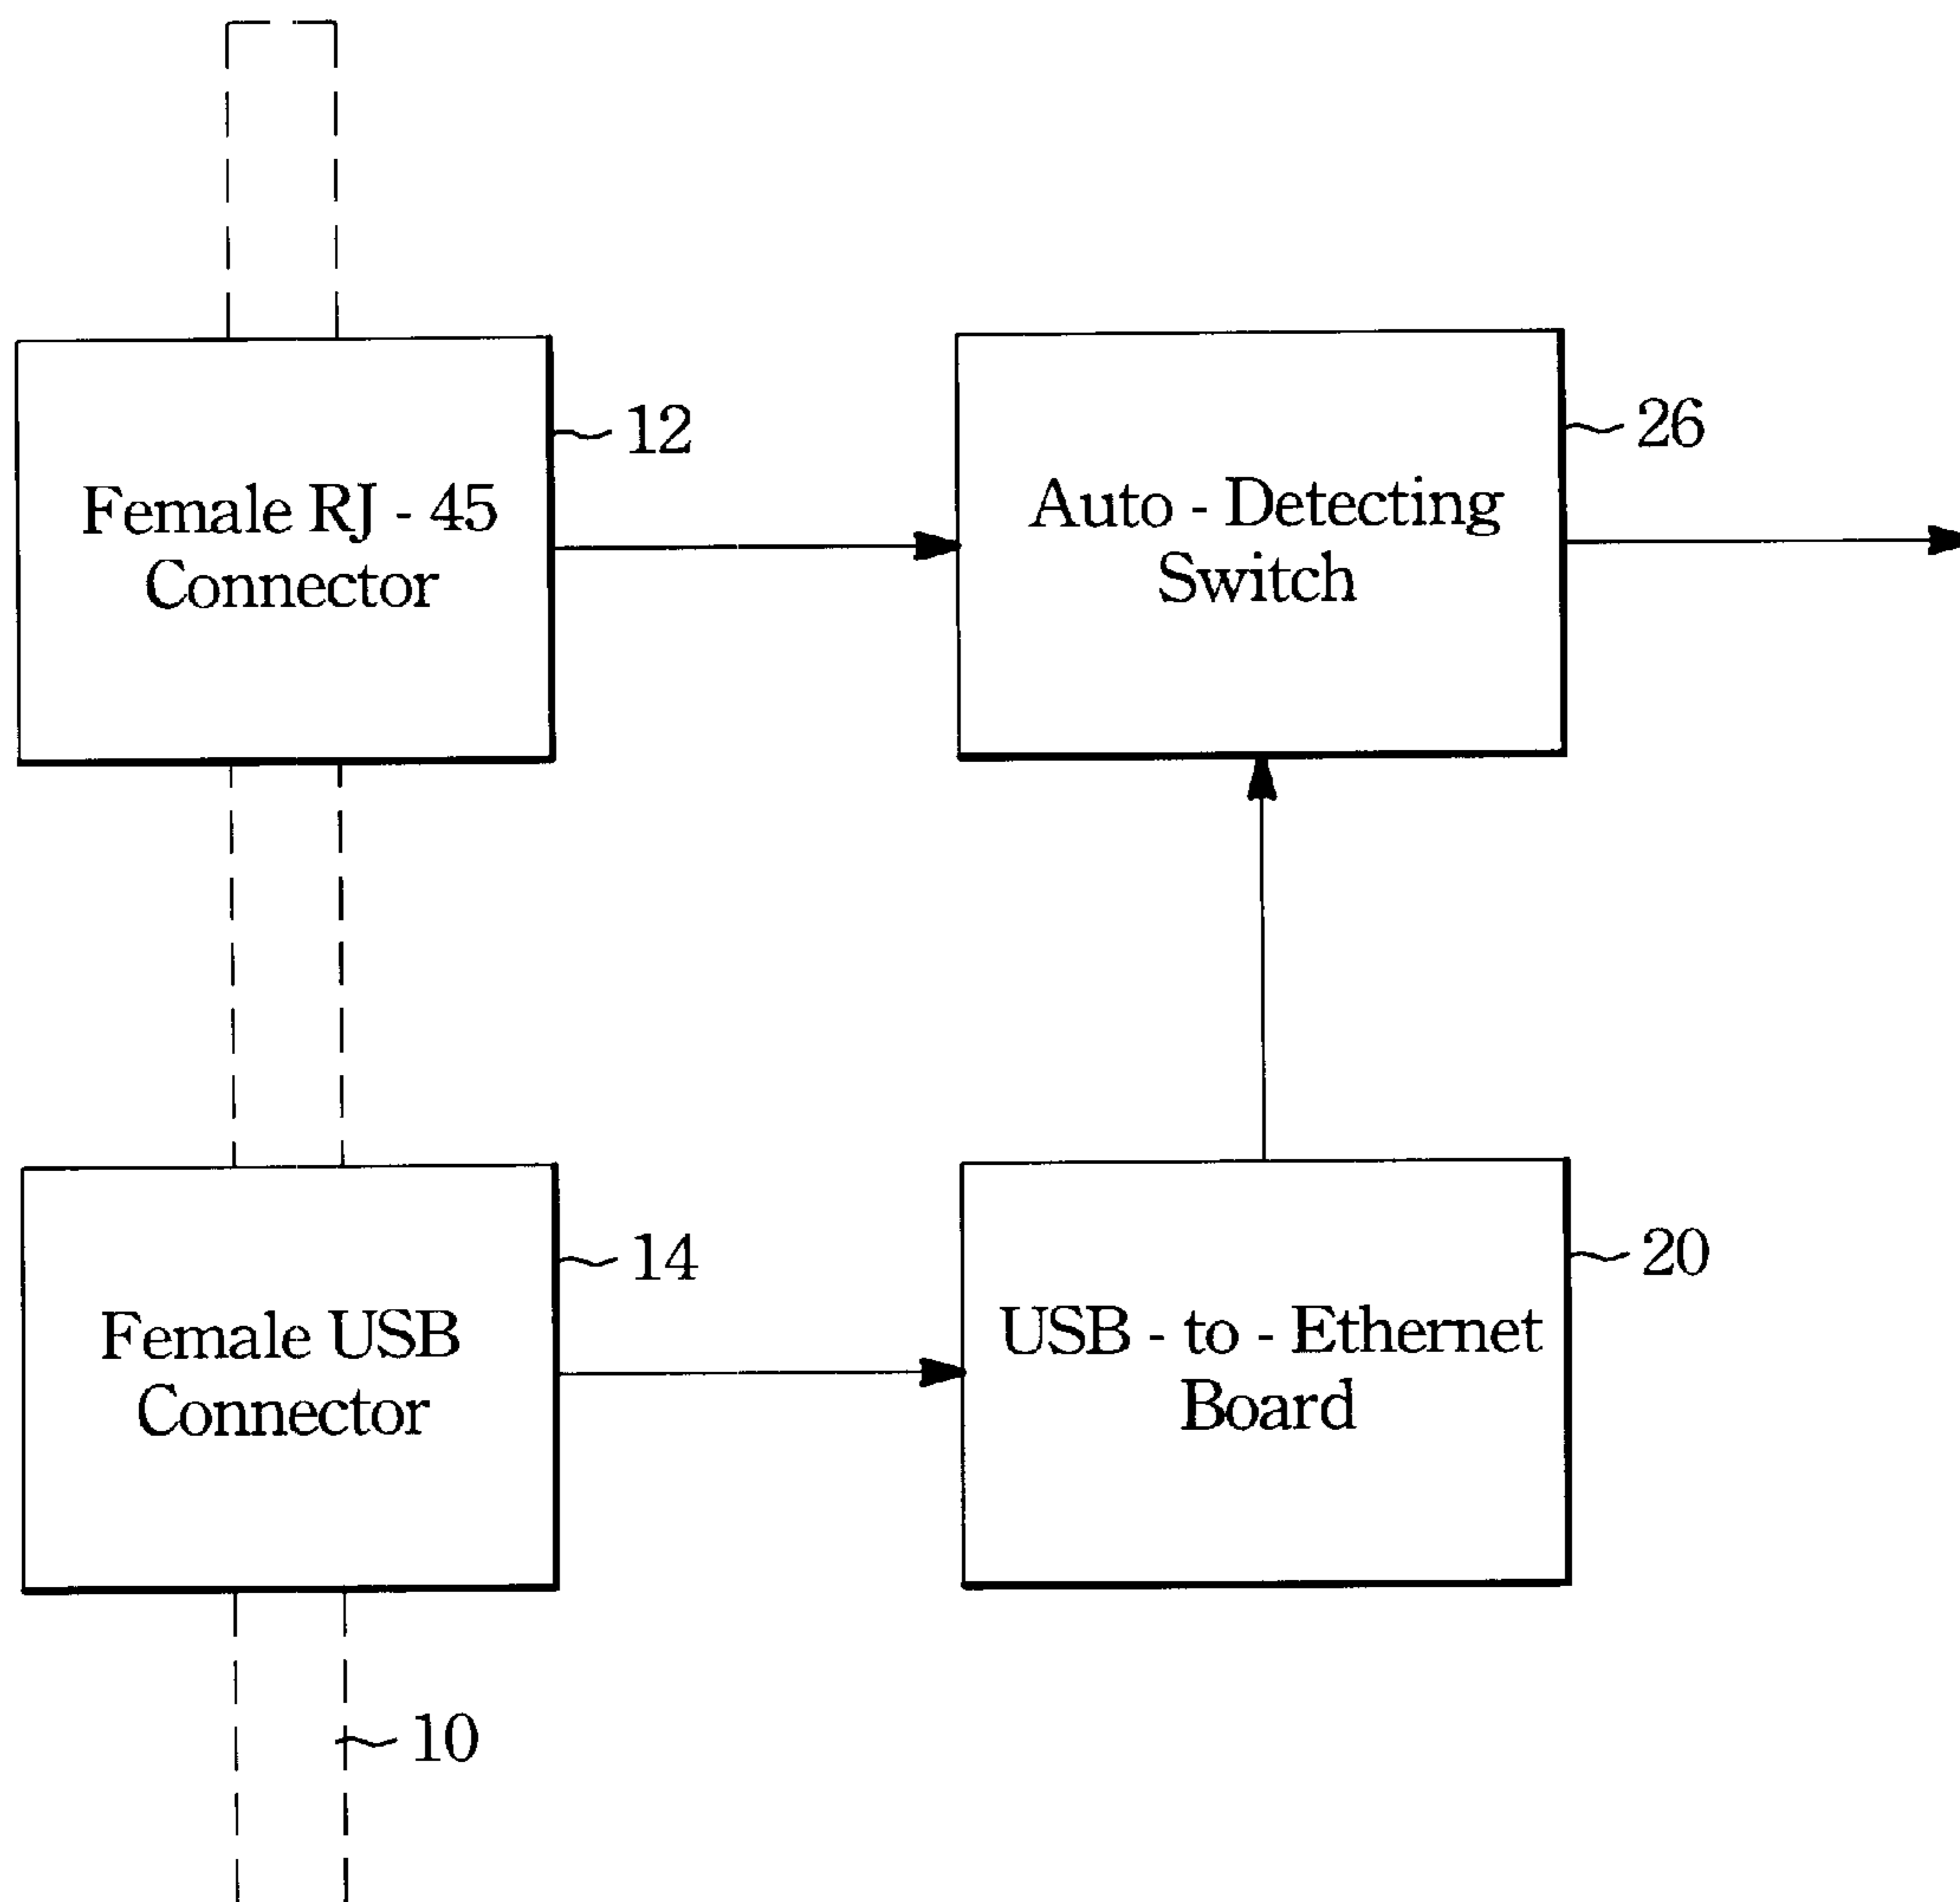 12
Female RJ - 45
Connector
26
Auto - Detecting
Switch
14
Female USB
Connector
20
USB - to - Ethernet
Board
10